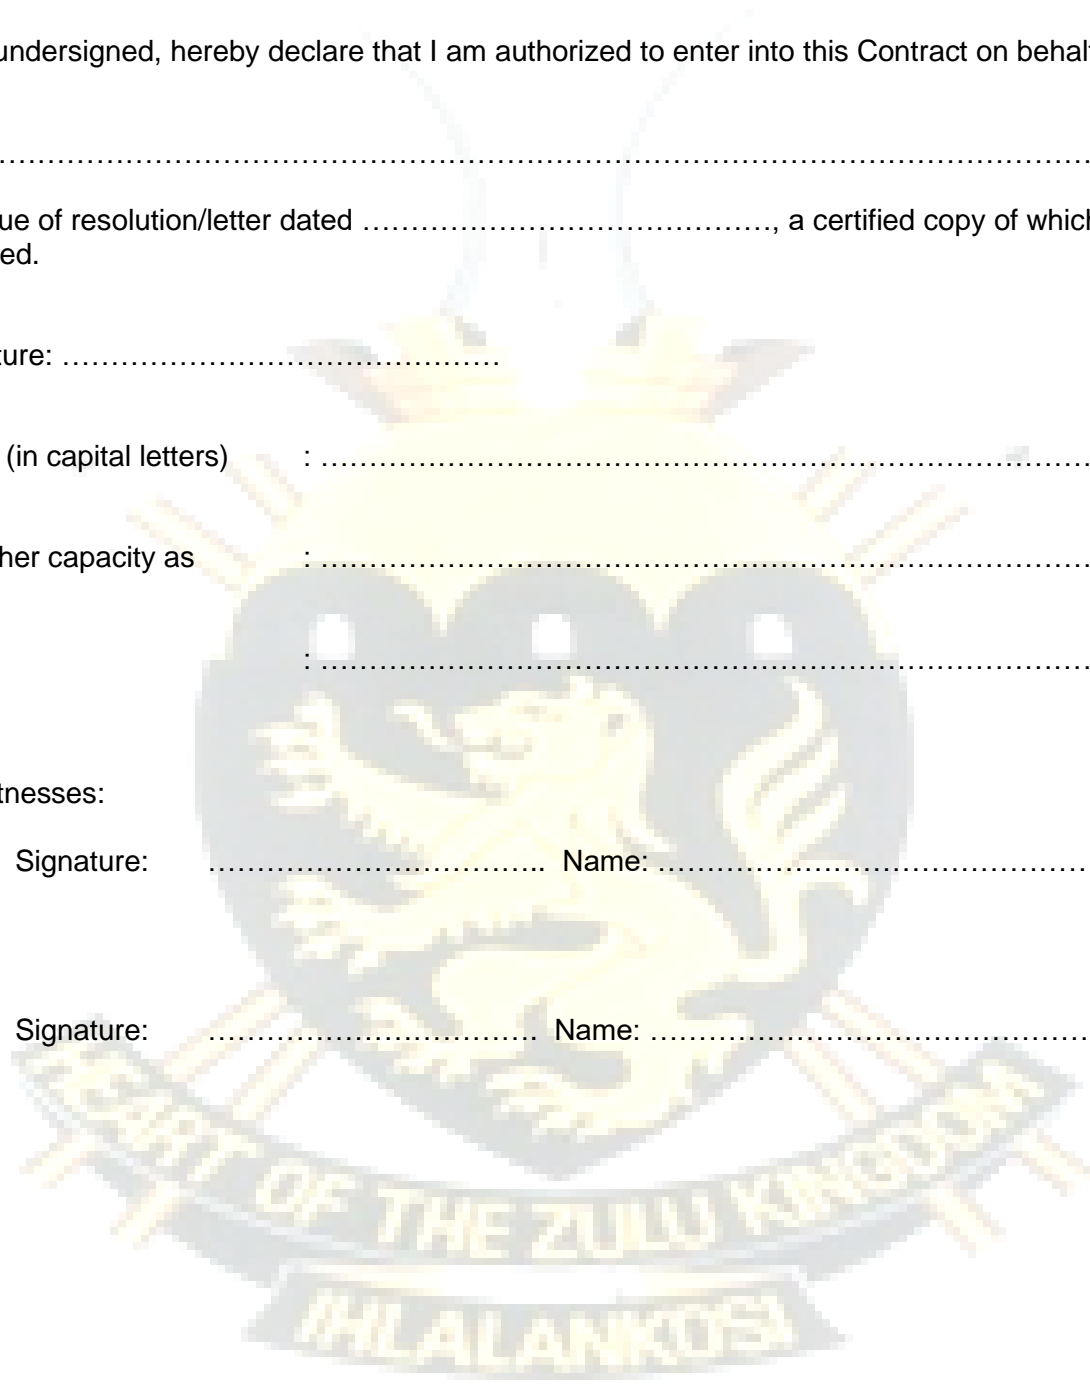 undersigned, hereby declare that I am authorized to enter into this Contract on behal
……………………………………………………………………………………………………
ue of resolution/letter dated ……………………………………, a certified copy of which
ed.
ture: ………………………………………
(in capital letters) : ……………………………………………………………………
her capacity as : ……………………………………………………………………
: ……………………………………………………………………
tnesses:
Signature: …………………………….. Name: ………………………………………
Signature: ……………………………. Name: ………………………………………
HEART OF THE ZULU KINGDOM
IHLALANKOSI